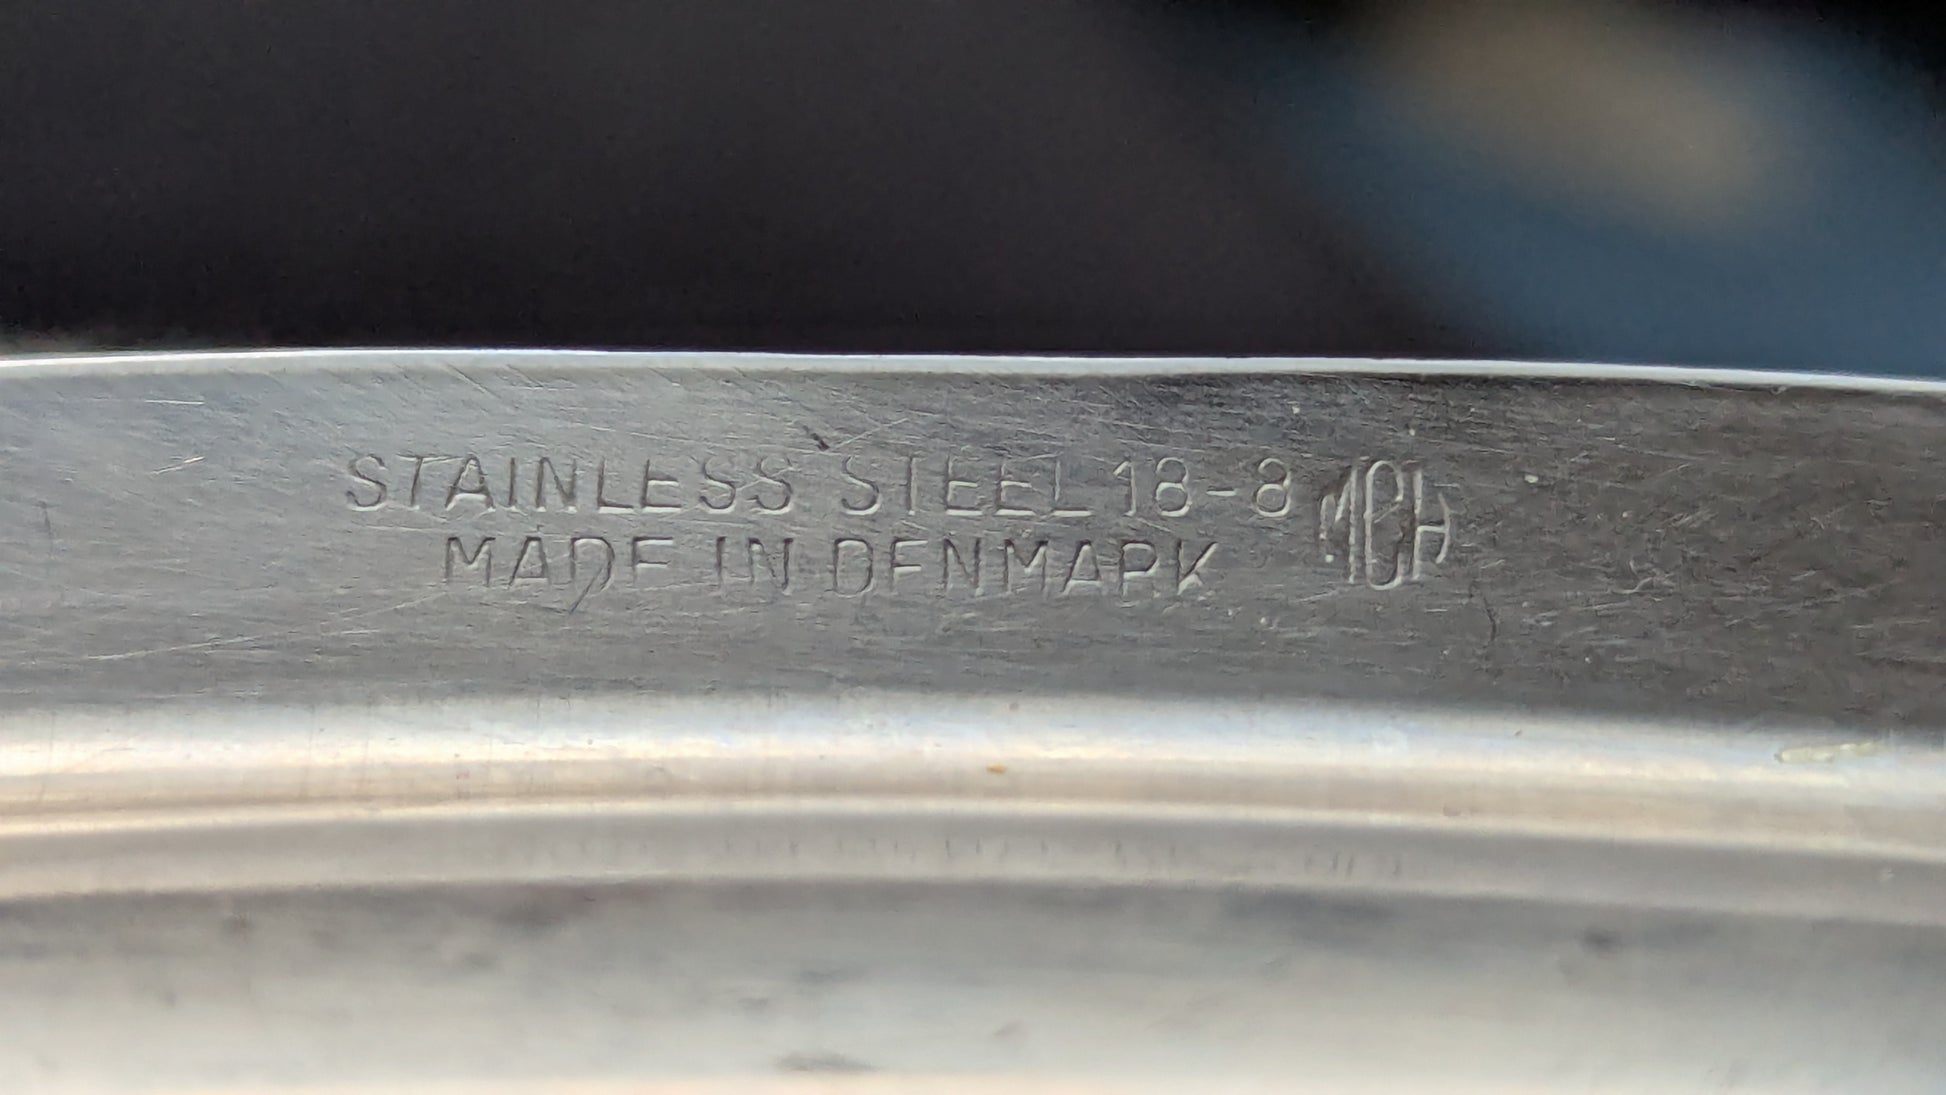 STAINLESS STEEL 18-8
MADE IN DENMARK